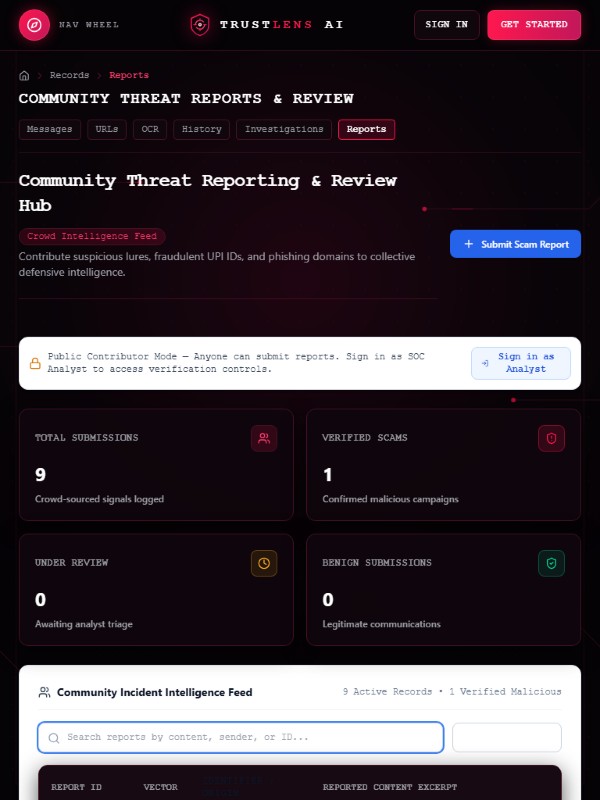 NAV WHEEL
TRUSTLENS AI
SIGN IN
GET STARTED
Records
Reports
COMMUNITY THREAT REPORTS & REVIEW
Messages
URLs
OCR
History
Investigations
Reports
Community Threat Reporting & Review
Hub
Crowd Intelligence Feed
Contribute suspicious lures, fraudulent UPI IDs, and phishing domains to collective
defensive intelligence.
Submit Scam Report
Public Contributor Mode — Anyone can submit reports. Sign in as SOC
Analyst to access verification controls.
Sign in as
Analyst
TOTAL SUBMISSIONS
9
Crowd-sourced signals logged
VERIFIED SCAMS
1
Confirmed malicious campaigns
UNDER REVIEW
0
Awaiting analyst triage
BENIGN SUBMISSIONS
0
Legitimate communications
Community Incident Intelligence Feed
9 Active Records • 1 Verified Malicious
Search reports by content, sender, or ID...
REPORT ID
VECTOR
REPORTED CONTENT EXCERPT